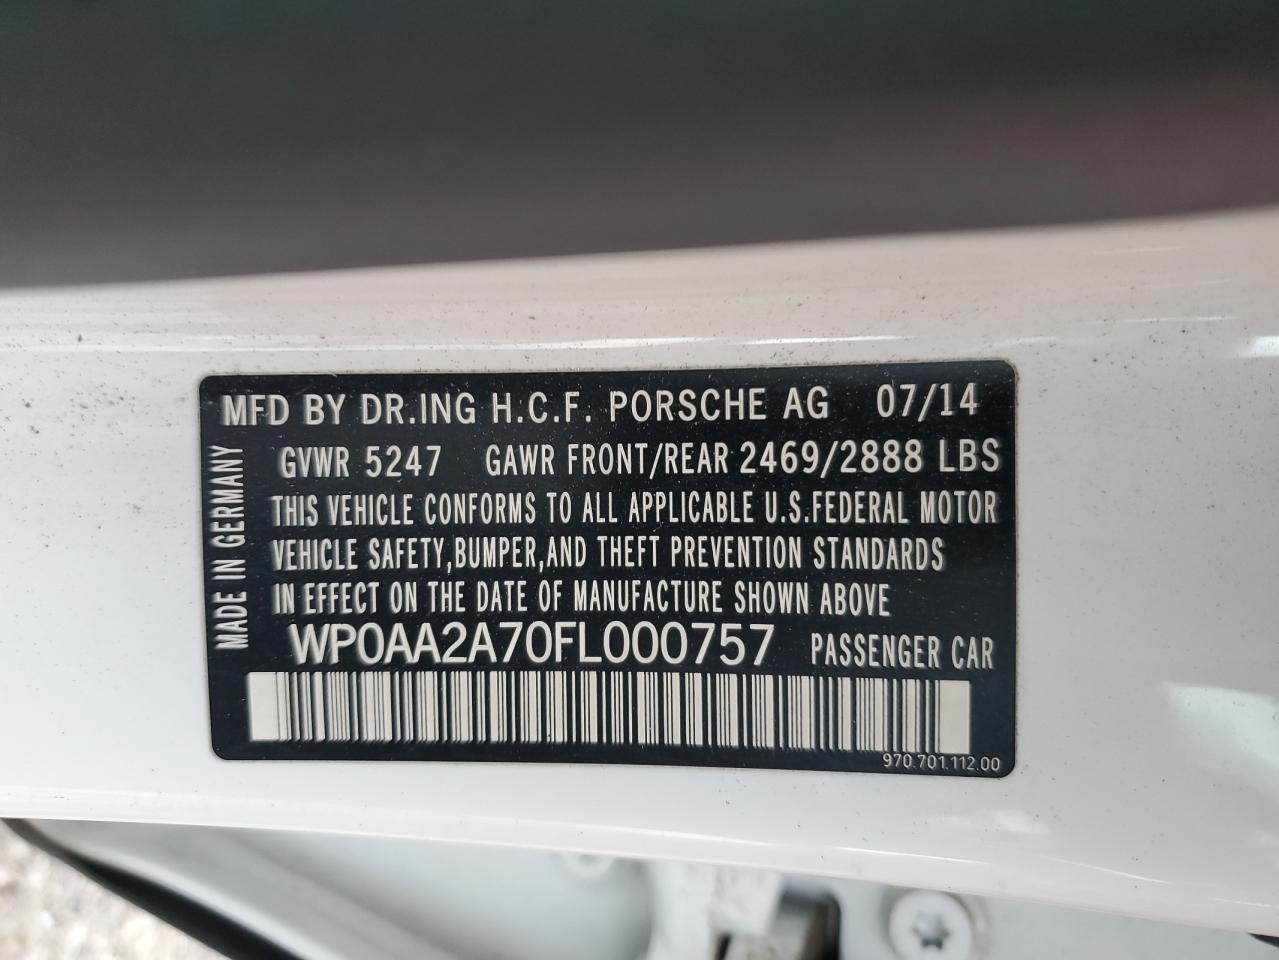 MFD BY DR.ING H.C.F. PORSCHE AG 07/14
GVWR 5247 GAWR FRONT/REAR 2469/2888 LBS
THIS VEHICLE CONFORMS TO ALL APPLICABLE U.S.FEDERAL MOTOR
VEHICLE SAFETY,BUMPER,AND THEFT PREVENTION STANDARDS
IN EFFECT ON THE DATE OF MANUFACTURE SHOWN ABOVE
WP0AA2A70FL000757 PASSENGER CAR
970.701.112.00
MADE IN GERMANY